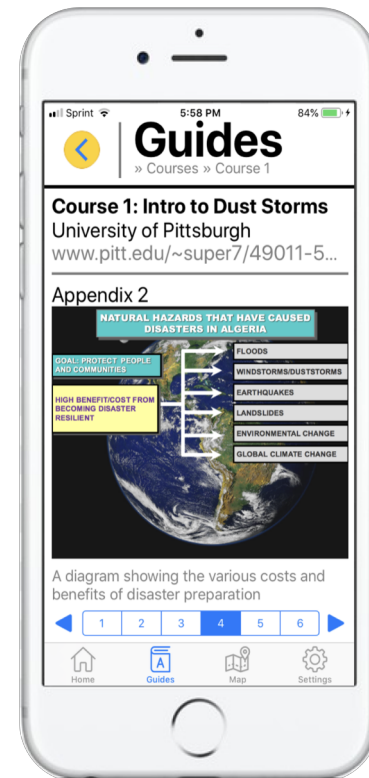 Sprint 5:58 PM 84%
Guides
» Courses » Course 1
Course 1: Intro to Dust Storms
University of Pittsburgh
www.pitt.edu/~super7/49011-5...
Appendix 2
NATURAL HAZARDS THAT HAVE CAUSED
DISASTERS IN ALGERIA
GOAL: PROTECT PEOPLE
AND COMMUNITIES
HIGH BENEFIT/COST FROM
BECOMING DISASTER
RESILIENT
FLOODS
WINDSTORMS/DUSTSTORMS
EARTHQUAKES
LANDSLIDES
ENVIRONMENTAL CHANGE
GLOBAL CLIMATE CHANGE
A diagram showing the various costs and
benefits of disaster preparation
1 2 3 4 5 6
A
Home Guides Map Settings